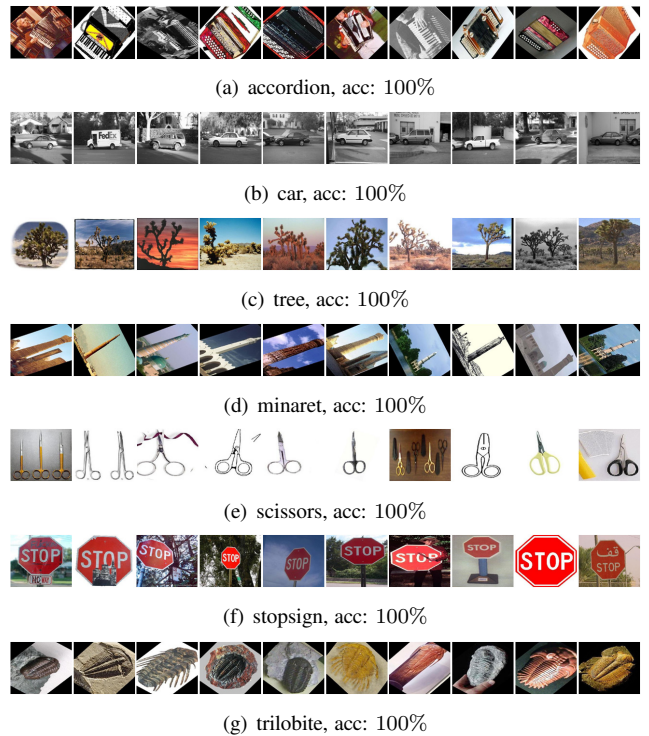 (a) accordion, acc: 100%
FedEx
(b) car, acc: 100%
(c) tree, acc: 100%
(d) minaret, acc: 100%
(e) scissors, acc: 100%
STOP
STOP
STOP
STOP
STOP
STOP
STOP
STOP
STOP
قف
STOP
(f) stopsign, acc: 100%
(g) trilobite, acc: 100%